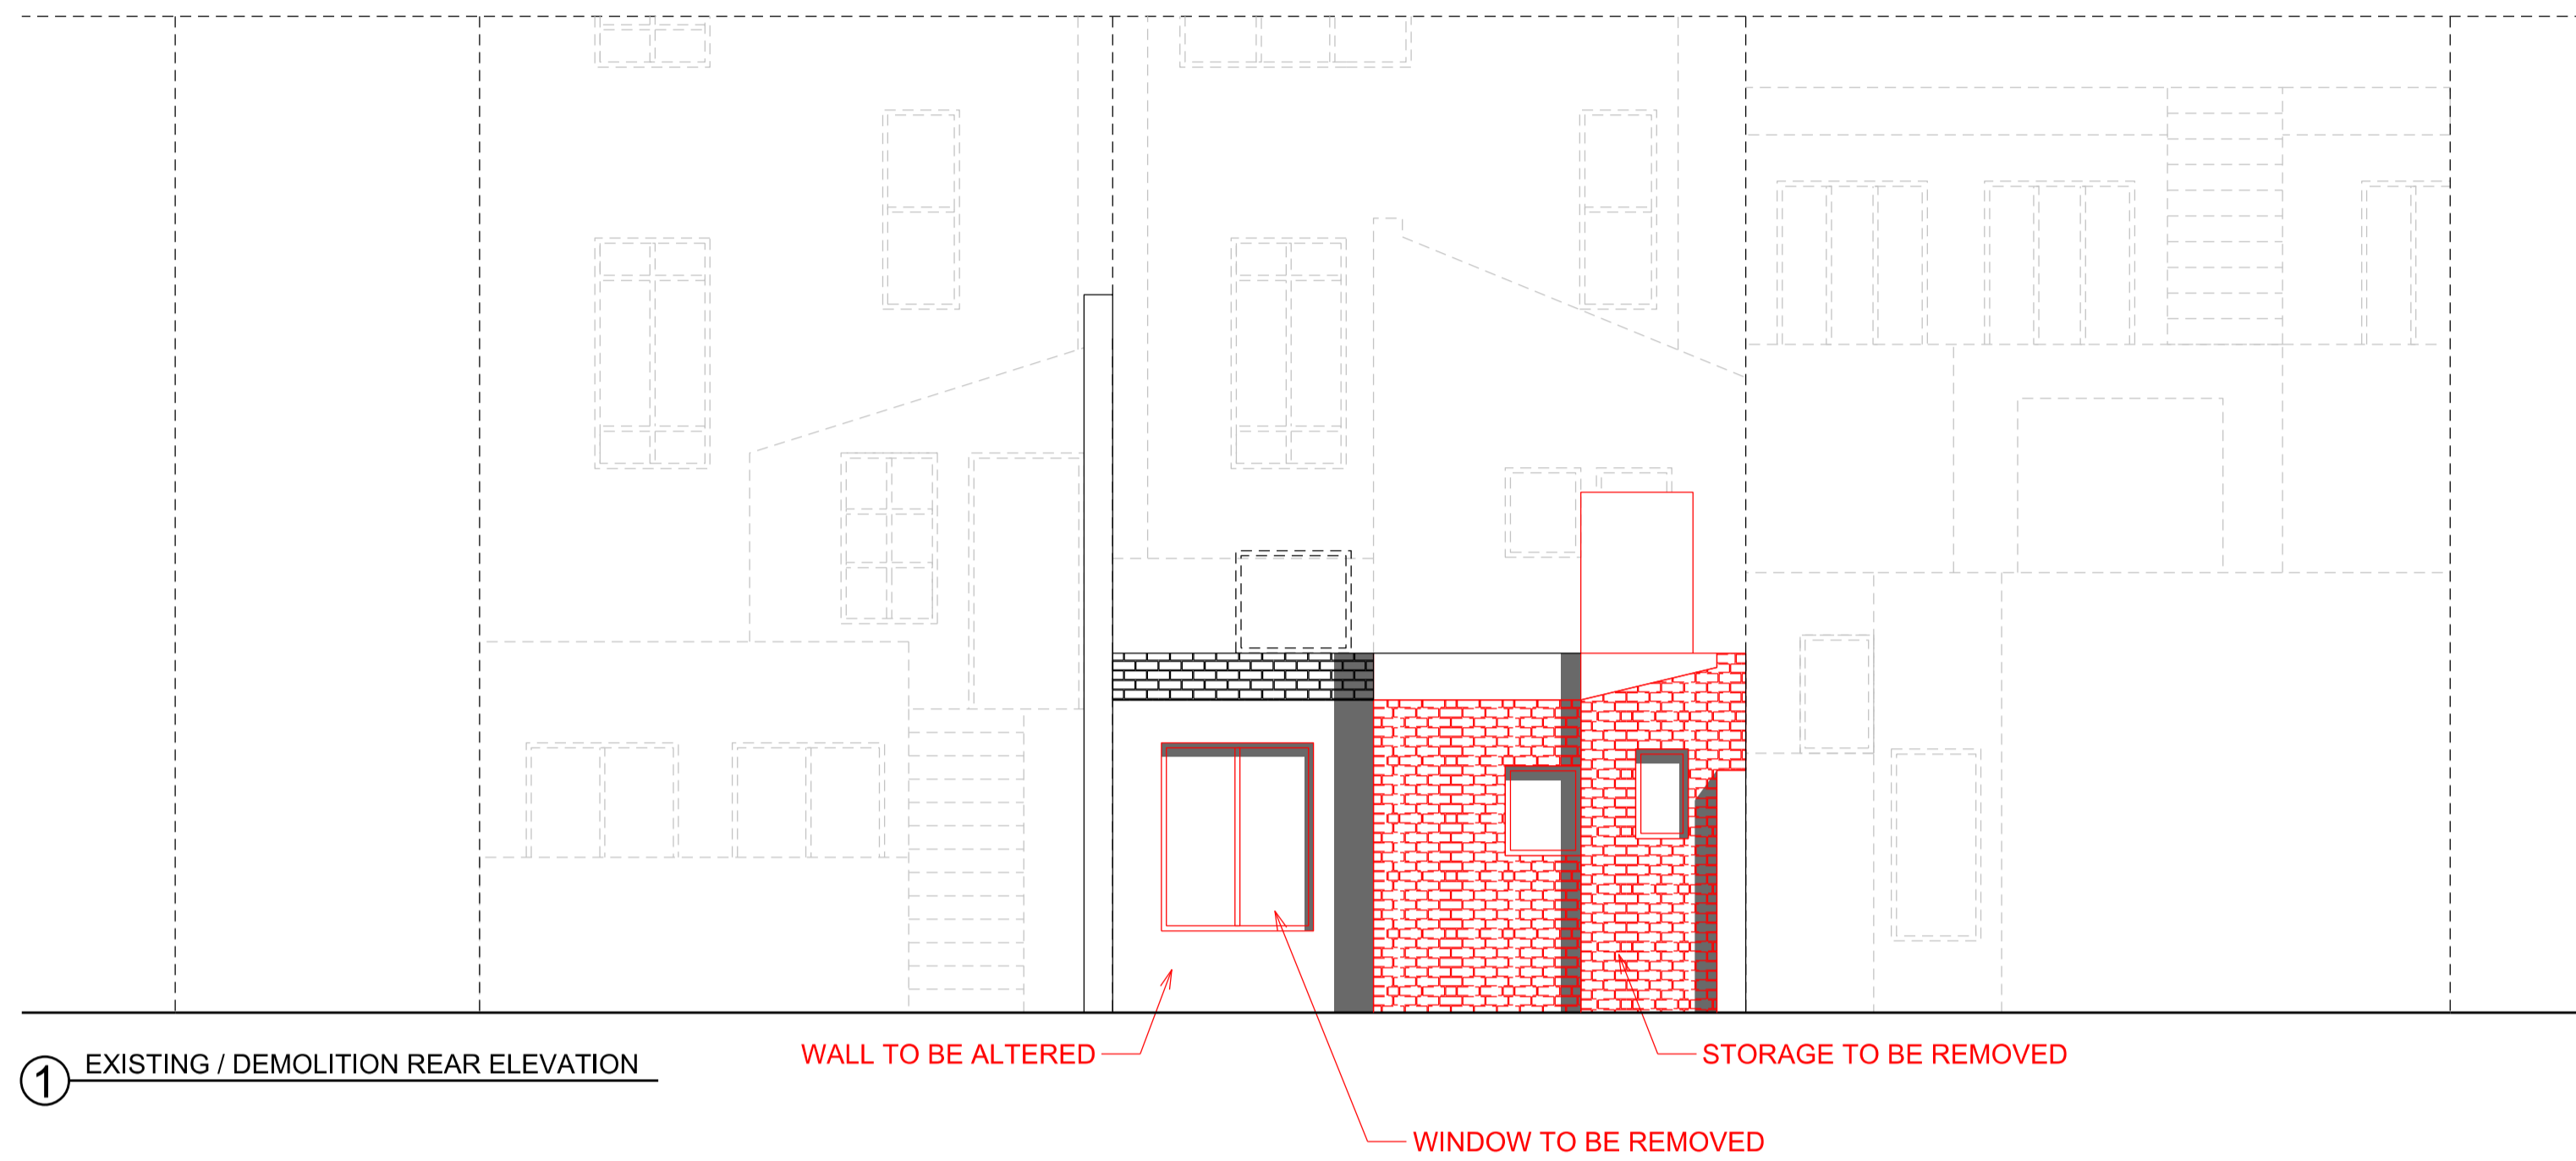 1 EXISTING / DEMOLITION REAR ELEVATION
WALL TO BE ALTERED
STORAGE TO BE REMOVED
WINDOW TO BE REMOVED